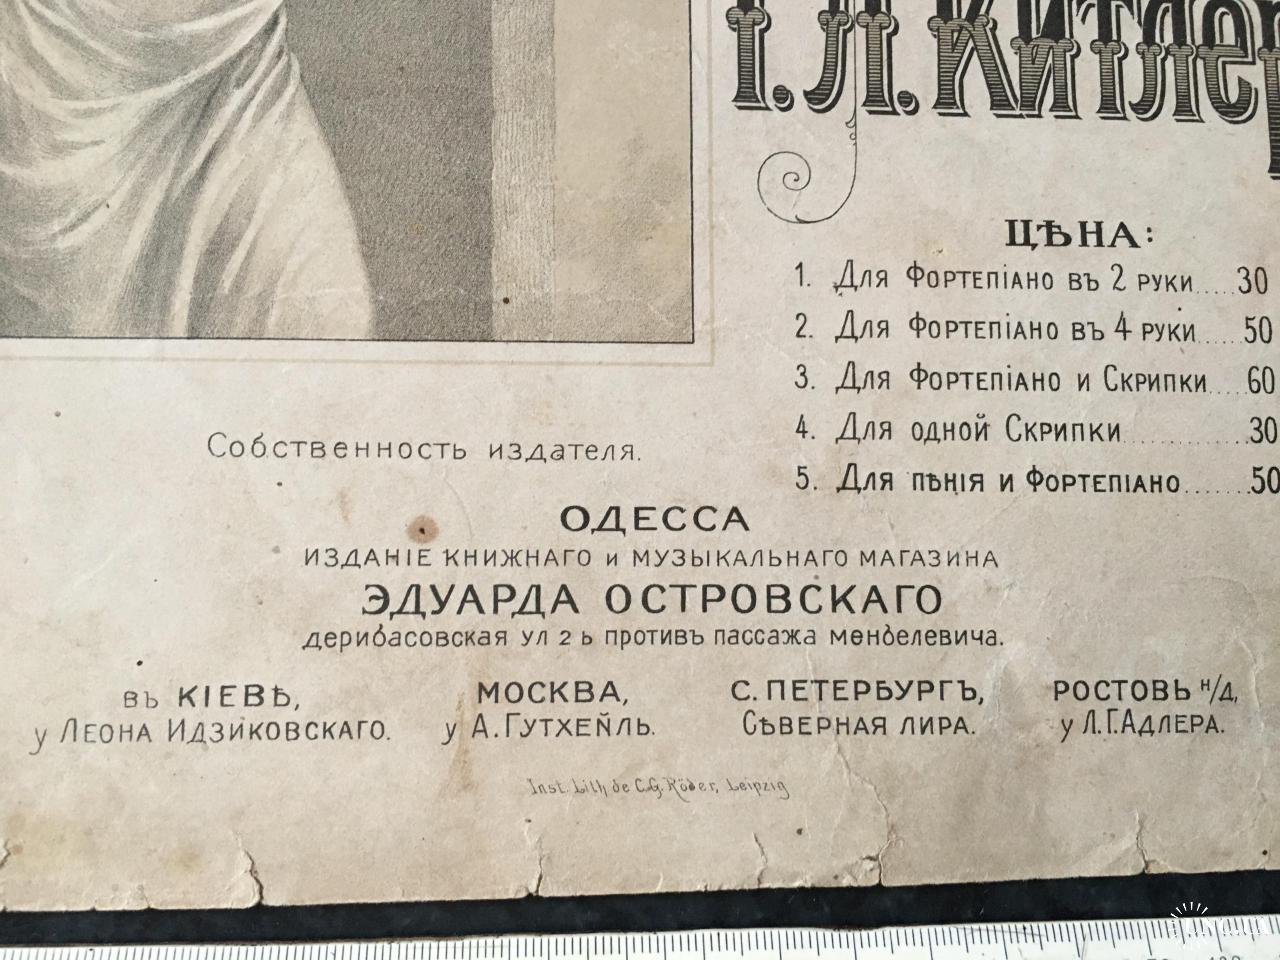 І. Л. Китлер
ЦѢНА:
1. Для Фортепіано въ 2 руки.....30
2. Для Фортепіано въ 4 руки.....50
3. Для Фортепіано и Скрипки....60
4. Для одной Скрипки............30
5. Для пѣнія и Фортепіано.......50
Собственность издателя.
ОДЕССА
ИЗДАНІЕ КНИЖНАГО и МУЗЫКАЛЬНАГО МАГАЗИНА
ЭДУАРДА ОСТРОВСКАГО
дерибасовская ул 2 ь противъ пассажа менделевича.
въ КІЕВѢ,
у Леона Идзиковскаго.
МОСКВА,
у А. Гутхейль.
С. ПЕТЕРБУРГЪ,
Сѣверная лира.
РОСТОВЬ н/Д,
у Л. Г. Адлера.
Inst. Lith de C. G. Röder, Leipzig